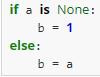 if a is None:
    b = 1
else:
    b = a